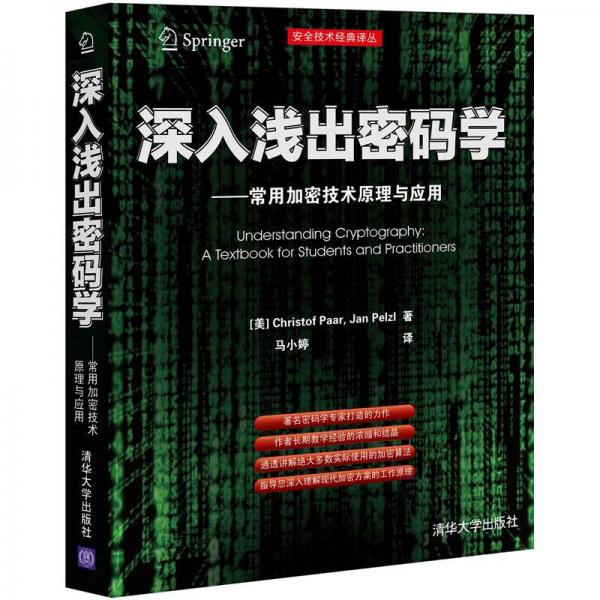 Springer
安全技术经典译丛
深入浅出密码学
——常用加密技术原理与应用
Understanding Cryptography:
A Textbook for Students and Practitioners
[美] Christof Paar, Jan Pelzl 著
马小婷 译
著名密码学专家打造的力作
作者长期教学经验的浓缩和结晶
通透讲解绝大多数实际使用的加密算法
指导您深入理解现代加密方案的工作原理
清华大学出版社
深入浅出密码学
——常用加密技术
原理与应用
清华大学出版社